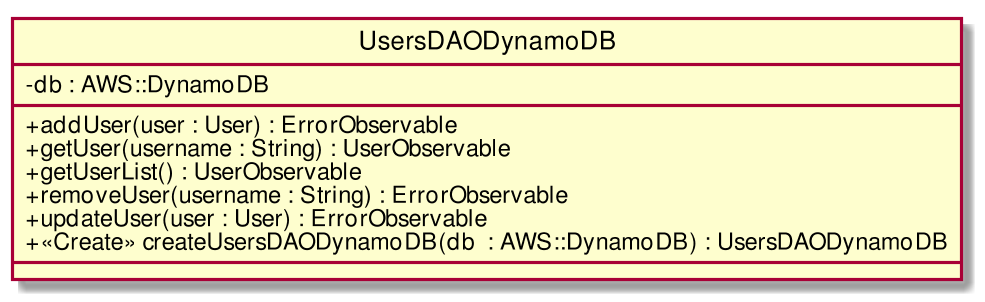 UsersDAODynamoDB
-db : AWS::DynamoDB
+addUser(user : User) : ErrorObservable
+getUser(username : String) : UserObservable
+getUserList() : UserObservable
+removeUser(username : String) : ErrorObservable
+updateUser(user : User) : ErrorObservable
+«Create» createUsersDAODynamoDB(db : AWS::DynamoDB) : UsersDAODynamoDB